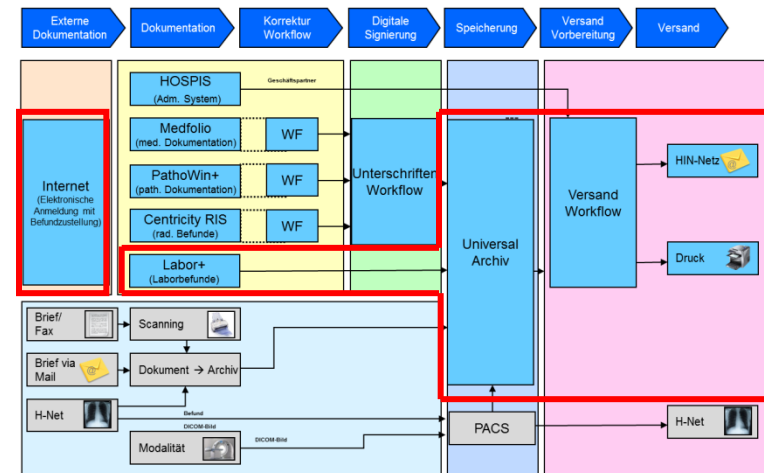 Externe
Dokumentation
Dokumentation
Korrektur
Workflow
Digitale
Signierung
Speicherung
Versand
Vorbereitung
Versand
HOSPIS
(Adm. System)
Geschäftspartner
Medfolio
(med. Dokumentation)
WF
PathoWin+
(path. Dokumentation)
WF
Centricity RIS
(rad. Befunde)
WF
Labor+
(Laborbefunde)
Internet
(Elektronische
Anmeldung mit
Befundzustellung)
Unterschriften
Workflow
Universal
Archiv
Versand
Workflow
HIN-Netz
Druck
Brief/
Fax
Scanning
Brief via
Mail
Dokument → Archiv
H-Net
Befund
DICOM-Bild
Modalität
DICOM-Bild
PACS
H-Net